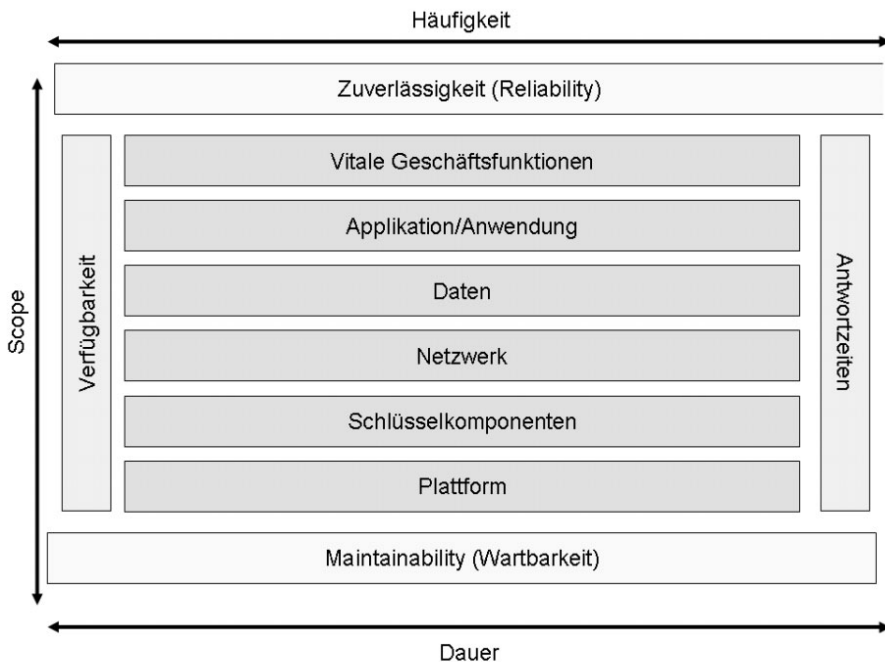 Häufigkeit
Zuverlässigkeit (Reliability)
Scope
Verfügbarkeit
Vitale Geschäftsfunktionen
Applikation/Anwendung
Daten
Netzwerk
Schlüsselkomponenten
Plattform
Antwortzeiten
Maintainability (Wartbarkeit)
Dauer